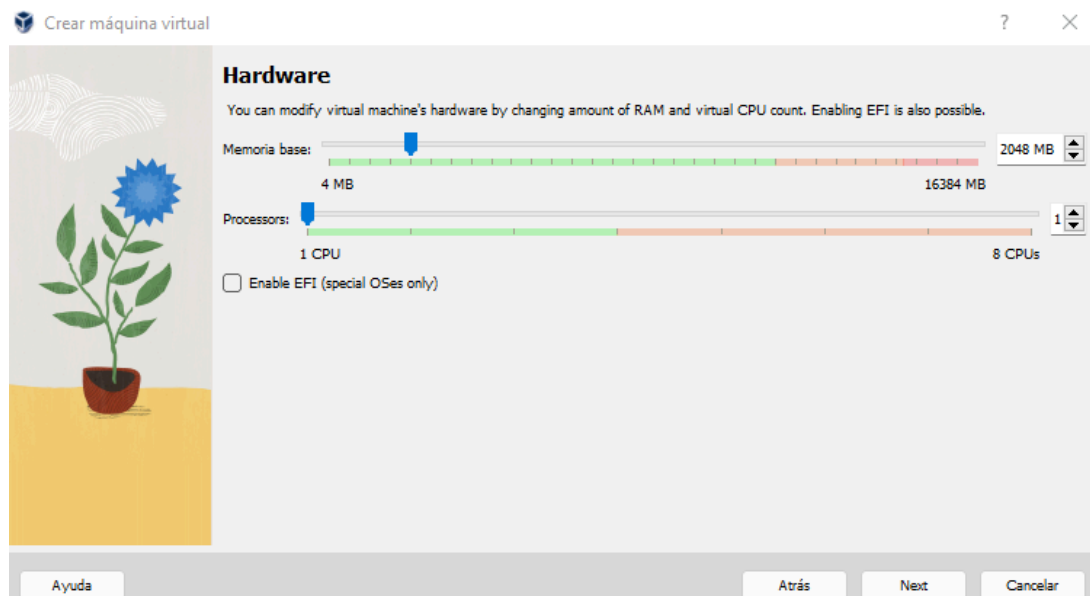 Crear máquina virtual
Hardware
You can modify virtual machine's hardware by changing amount of RAM and virtual CPU count. Enabling EFI is also possible.
Memoria base:
2048 MB
4 MB
16384 MB
Processors:
1
1 CPU
8 CPUs
Enable EFI (special OSes only)
Ayuda
Atrás
Next
Cancelar